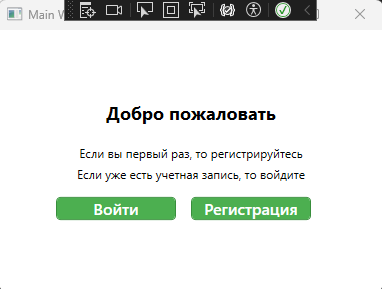 Main W
Добро пожаловать
Если вы первый раз, то регистрируйтесь
Если уже есть учетная запись, то войдите
Войти Регистрация